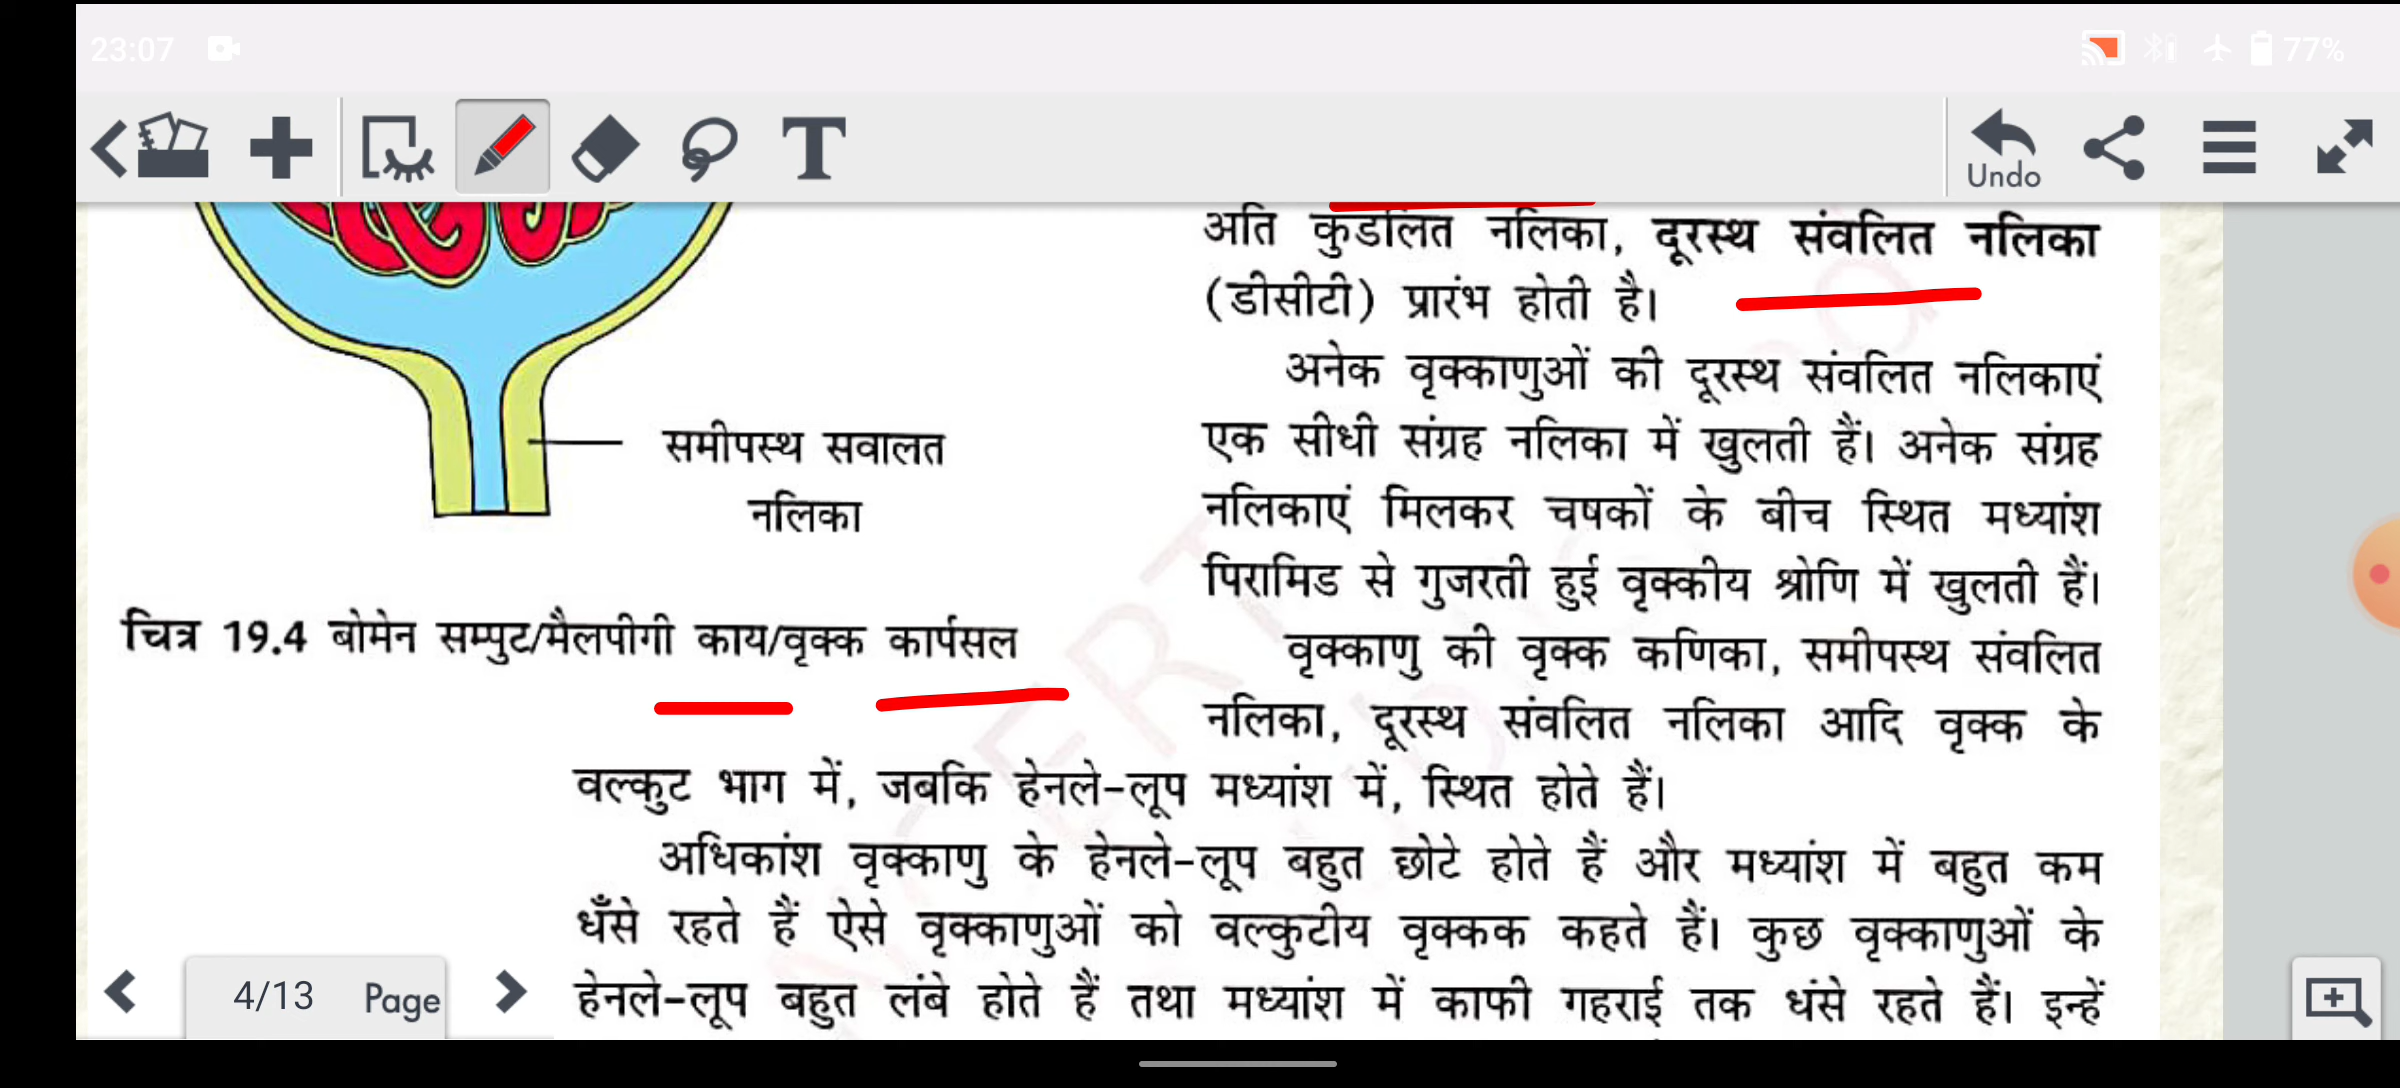 23:07
77%
Undo
अति कुंडलित नलिका, दूरस्थ संवलित नलिका
(डीसीटी) प्रारंभ होती है।
अनेक वृक्काणुओं की दूरस्थ संवलित नलिकाएं
एक सीधी संग्रह नलिका में खुलती हैं। अनेक संग्रह
नलिकाएं मिलकर चषकों के बीच स्थित मध्यांश
पिरामिड से गुजरती हुई वृक्कीय श्रोणि में खुलती हैं।
वृक्काणु की वृक्क कणिका, समीपस्थ संवलित
नलिका, दूरस्थ संवलित नलिका आदि वृक्क के
वल्कुट भाग में, जबकि हेनले-लूप मध्यांश में, स्थित होते हैं।
अधिकांश वृक्काणु के हेनले-लूप बहुत छोटे होते हैं और मध्यांश में बहुत कम
धँसे रहते हैं ऐसे वृक्काणुओं को वल्कुटीय वृक्कक कहते हैं। कुछ वृक्काणुओं के
हेनले-लूप बहुत लंबे होते हैं तथा मध्यांश में काफी गहराई तक धंसे रहते हैं। इन्हें
समीपस्थ सवालत
नलिका
चित्र 19.4 बोमेन सम्पुट/मैलपीगी काय/वृक्क कार्पसल
4/13 Page